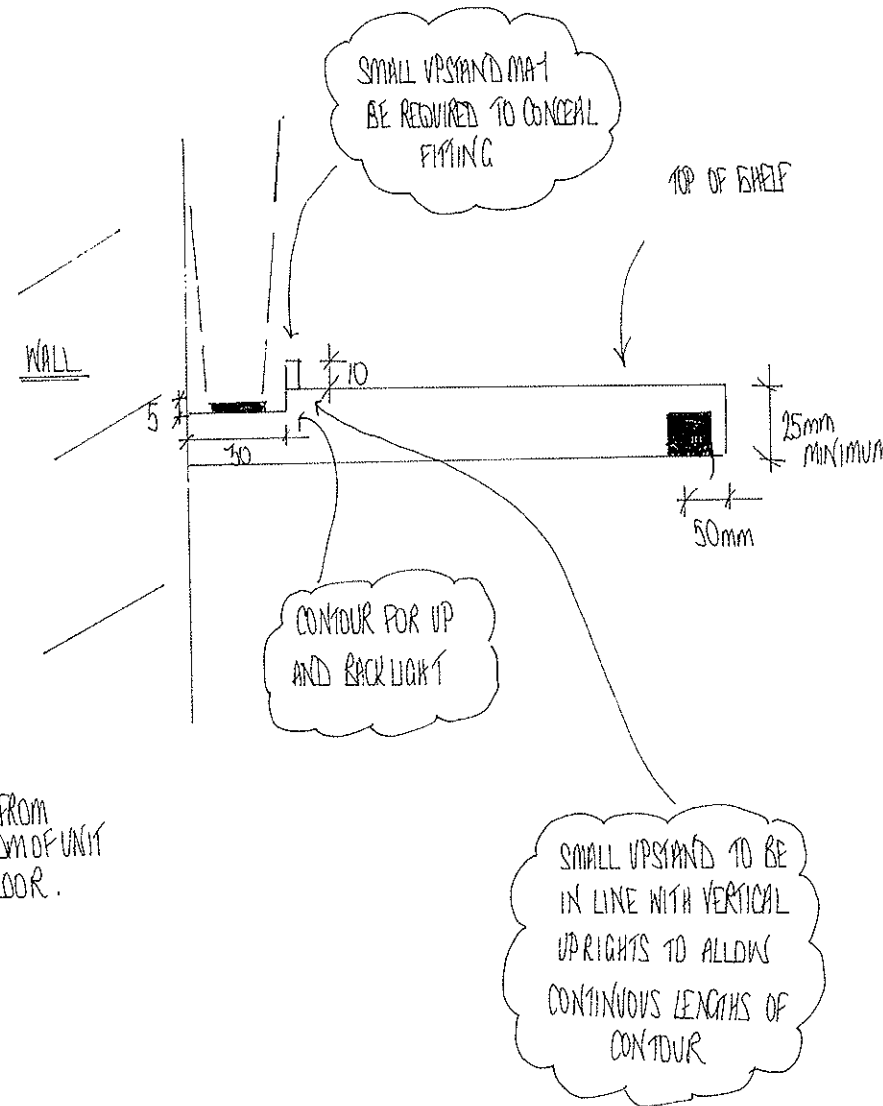 SMALL UPSTAND MAY
BE REQUIRED TO CONCEAL
FITTING
TOP OF SHELF
WALL
10
5
30
25mm
MINIMUM
50mm
CONTOUR FOR UP
AND BACKLIGHT
FROM
OM OF UNIT
OOR.
SMALL UPSTAND TO BE
IN LINE WITH VERTICAL
UPRIGHTS TO ALLOW
CONTINUOUS LENGTHS OF
CONTOUR